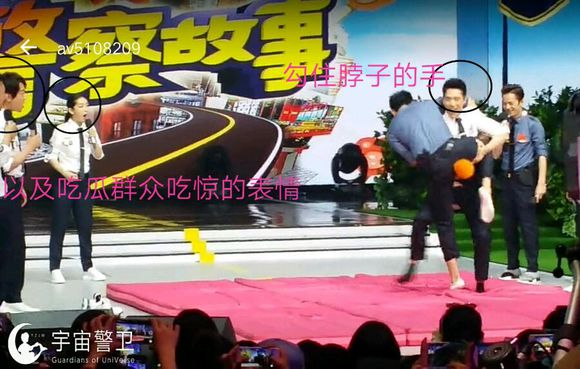 av5108209
警察故事
勾住脖子的手
以及吃瓜群众吃惊的表情
宇宙警卫
Guardians of UniVerse